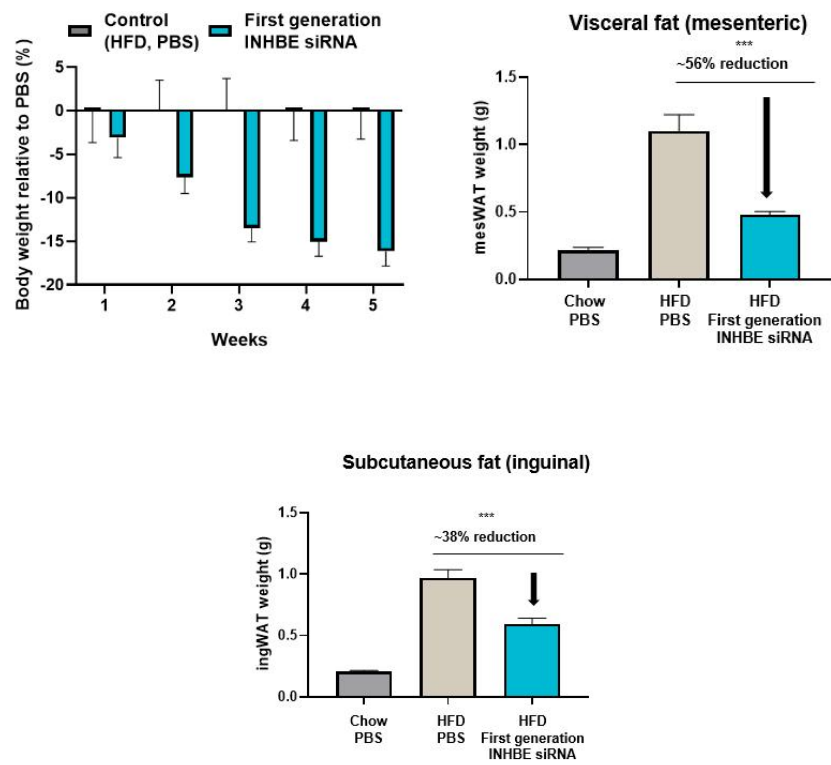 Control
(HFD, PBS)
First generation
INHBE siRNA
Body weight relative to PBS (%)
5
0
-5
-10
-15
-20
1 2 3 4 5
Weeks
Visceral fat (mesenteric)
***
~56% reduction
mesWAT weight (g)
1.5
1.0
0.5
0.0
Chow
PBS
HFD
PBS
HFD
First generation
INHBE siRNA
Subcutaneous fat (inguinal)
***
~38% reduction
ingWAT weight (g)
1.5
1.0
0.5
0.0
Chow
PBS
HFD
PBS
HFD
First generation
INHBE siRNA